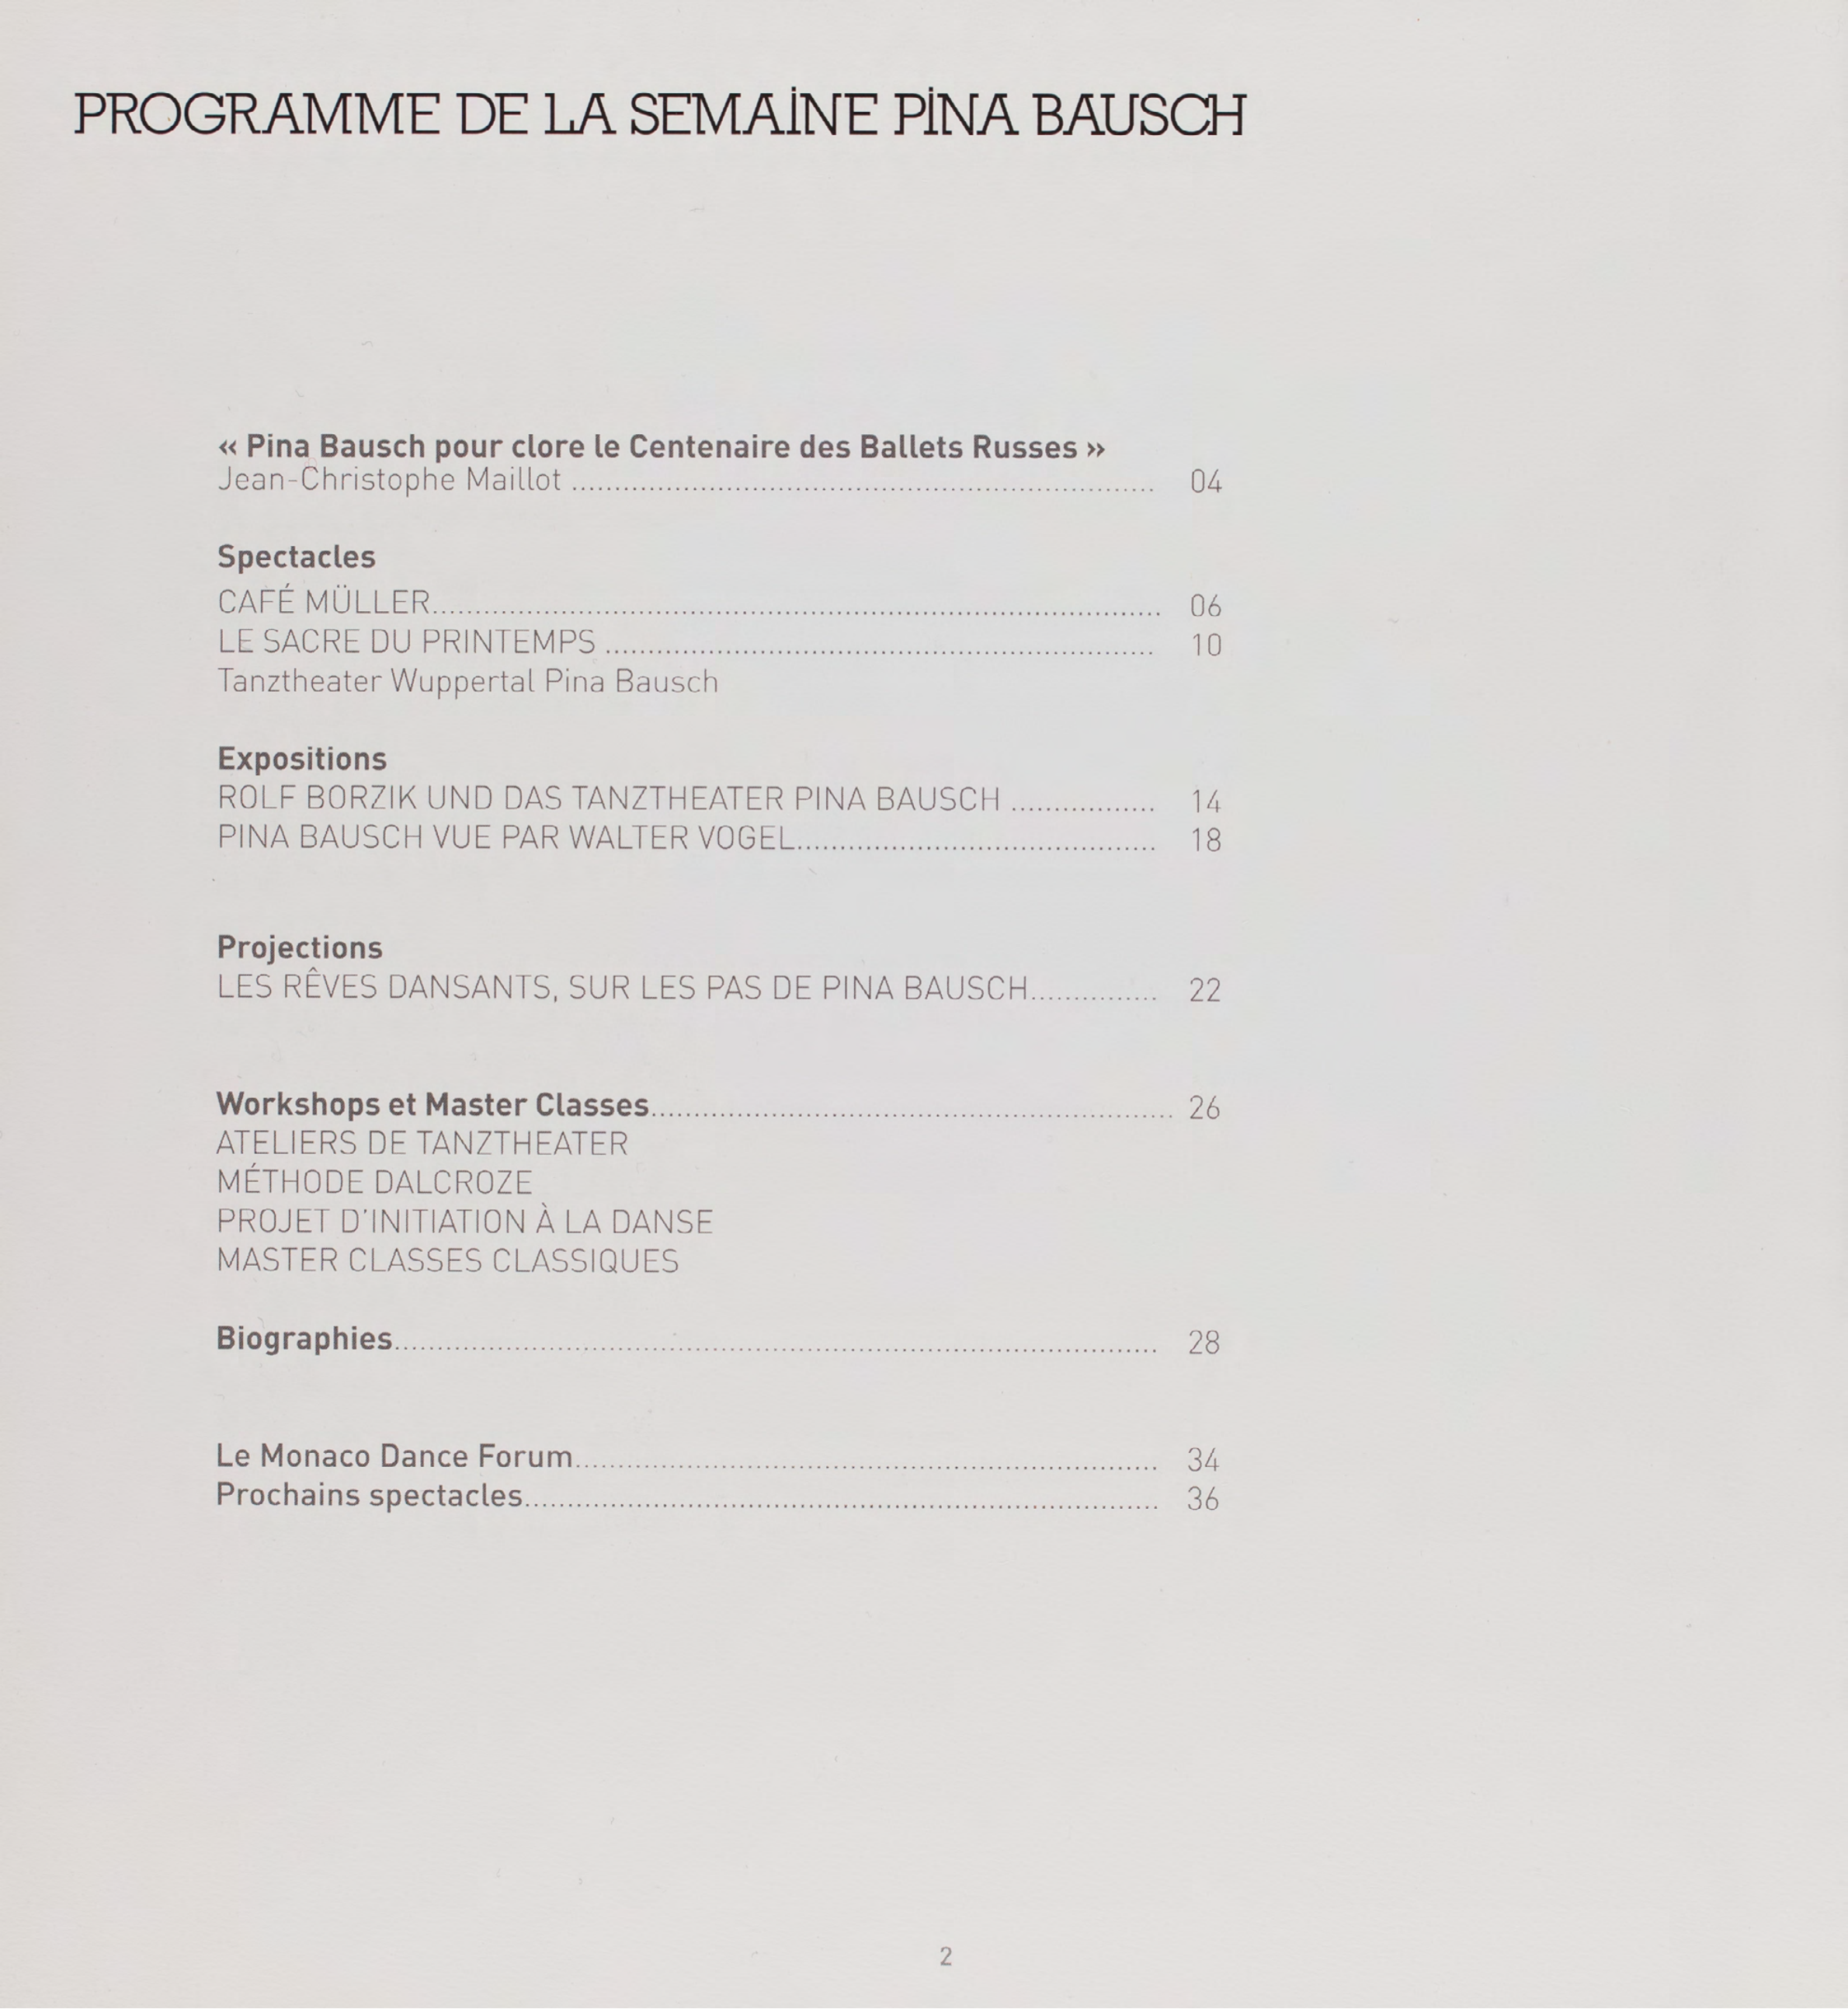 PROGRAMME DE LA SEMAINE PINA BAUSCH
« Pina Bausch pour clore le Centenaire des Ballets Russes »
Jean-Christophe Maillot ........ 04
Spectacles
CAFÉ MÜLLER........ 06
LE SACRE DU PRINTEMPS ........ 10
Tanztheater Wuppertal Pina Bausch
Expositions
ROLF BORZIK UND DAS TANZTHEATER PINA BAUSCH ........ 14
PINA BAUSCH VUE PAR WALTER VOGEL........ 18
Projections
LES RÊVES DANSANTS, SUR LES PAS DE PINA BAUSCH........ 22
Workshops et Master Classes........ 26
ATELIERS DE TANZTHEATER
MÉTHODE DALCROZE
PROJET D'INITIATION À LA DANSE
MASTER CLASSES CLASSIQUES
Biographies........ 28
Le Monaco Dance Forum........ 34
Prochains spectacles........ 36
2